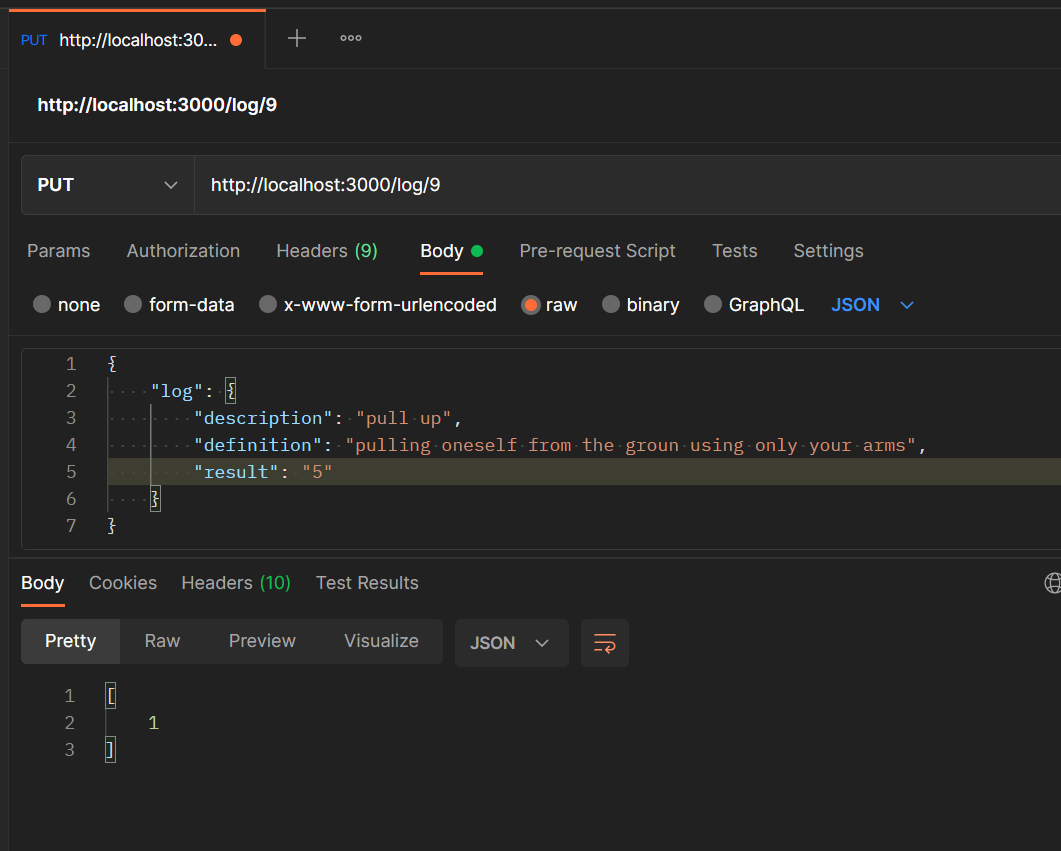 PUT http://localhost:30...
http://localhost:3000/log/9
PUT http://localhost:3000/log/9
Params Authorization Headers (9) Body Pre-request Script Tests Settings
none form-data x-www-form-urlencoded raw binary GraphQL JSON
1 {
2 "log": {
3 "description": "pull up",
4 "definition": "pulling oneself from the groun using only your arms",
5 "result": "5"
6 }
7 }
Body Cookies Headers (10) Test Results
Pretty Raw Preview Visualize JSON
1 [
2 1
3 ]